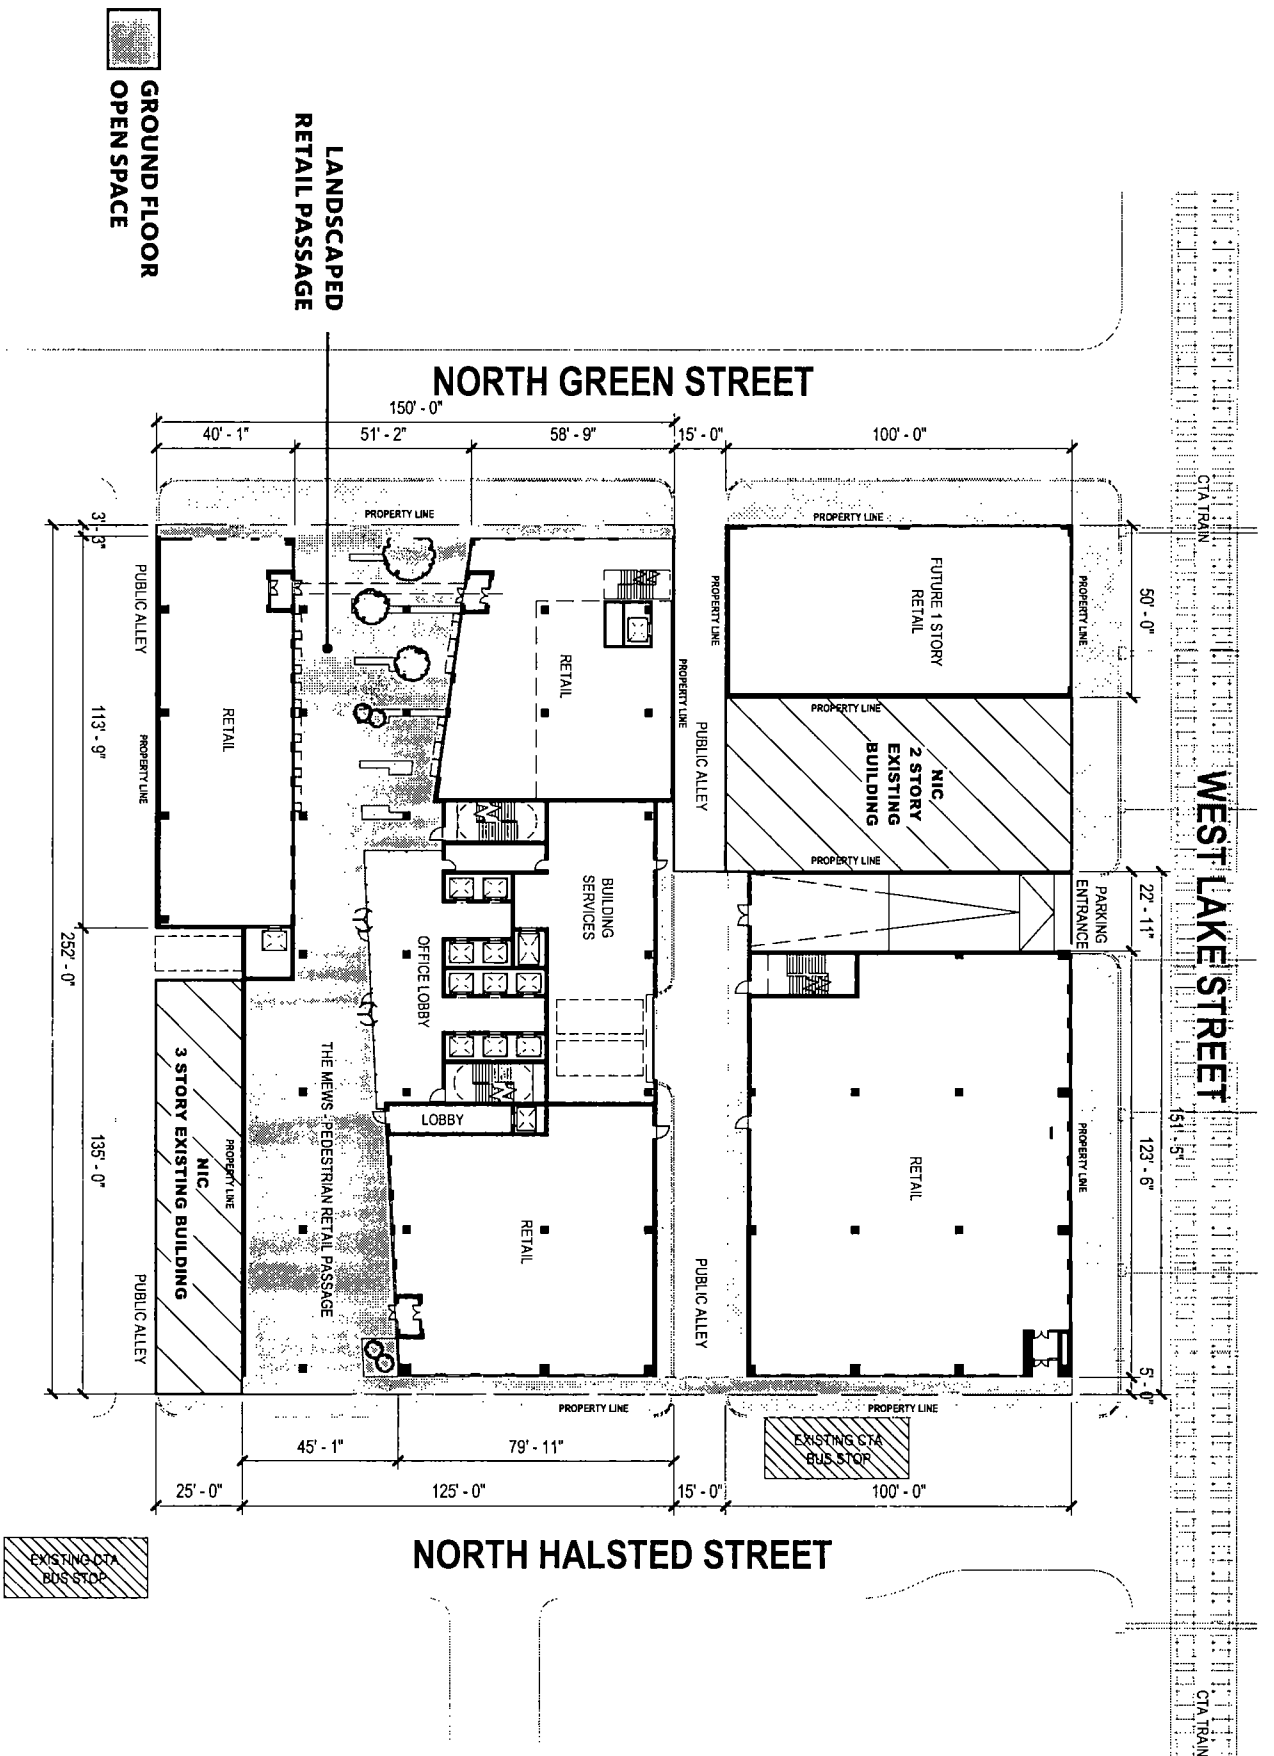 GROUND FLOOR
OPEN SPACE
LANDSCAPED
RETAIL PASSAGE
NORTH GREEN STREET
150' - 0"
40' - 1"
51' - 2"
58' - 9"
15' - 0"
100' - 0"
WEST LAKE STREET
CTA TRAIN
CTA TRAIN
PROPERTY LINE
PROPERTY LINE
3' - 3"
PUBLIC ALLEY
PROPERTY LINE
113' - 9"
252' - 0"
135' - 0"
PUBLIC ALLEY
RETAIL
RETAIL
PROPERTY LINE
PROPERTY LINE
PUBLIC ALLEY
FUTURE 1 STORY
RETAIL
PROPERTY LINE
50' - 0"
PROPERTY LINE
NIC
2 STORY
EXISTING
BUILDING
PROPERTY LINE
PARKING
ENTRANCE
22' - 11"
151' - 5"
123' - 6"
5' - 0"
BUILDING
SERVICES
OFFICE LOBBY
LOBBY
THE MEWS - PEDESTRIAN RETAIL PASSAGE
NIC
3 STORY EXISTING BUILDING
PROPERTY LINE
RETAIL
PUBLIC ALLEY
RETAIL
PROPERTY LINE
PROPERTY LINE
PROPERTY LINE
EXISTING CTA
BUS STOP
45' - 1"
79' - 11"
25' - 0"
125' - 0"
15' - 0"
100' - 0"
NORTH HALSTED STREET
EXISTING CTA
BUS STOP